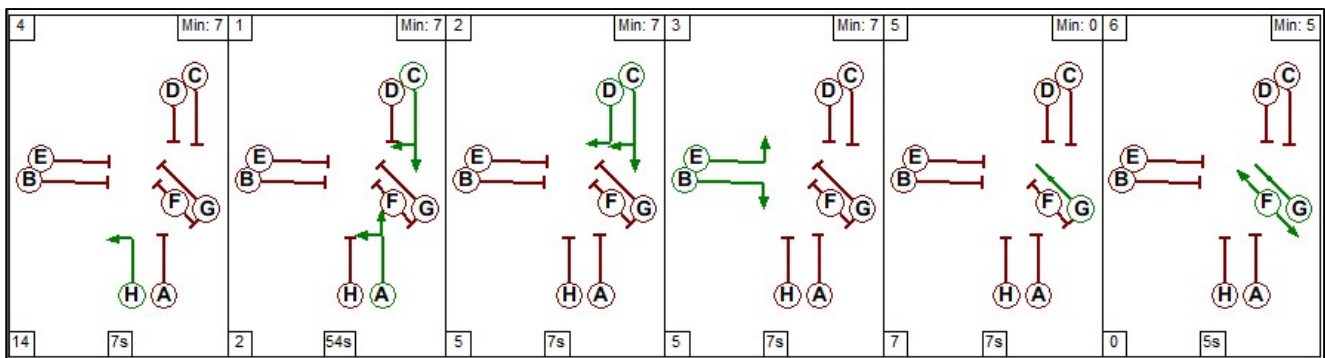 4 Min: 7 1 Min: 7 2 Min: 7 3 Min: 7 5 Min: 0 6 Min: 5
C C C C C C
D D D D D D
E E E E E E
B B B B B B
F G F G F G F G F G F G
H A H A H A H A H A H A
14 7s 2 54s 5 7s 5 7s 7 7s 0 5s